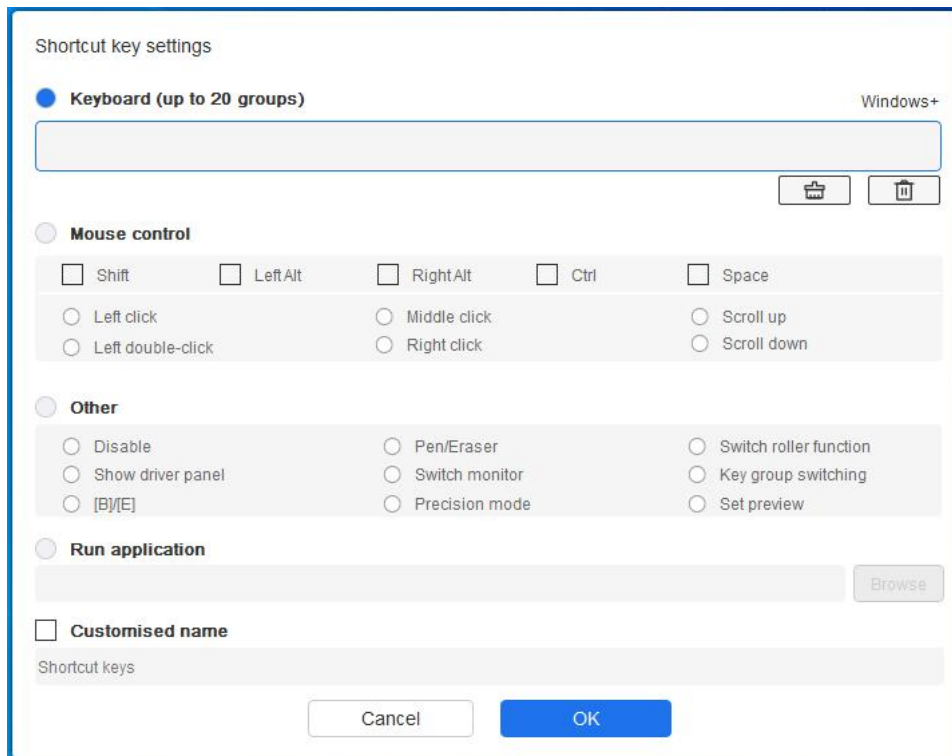 Shortcut key settings
Keyboard (up to 20 groups)
Windows+
Mouse control
Shift Left Alt Right Alt Ctrl Space
Left click Middle click Scroll up
Left double-click Right click Scroll down
Other
Disable Pen/Eraser Switch roller function
Show driver panel Switch monitor Key group switching
[B]/[E] Precision mode Set preview
Run application
Browse
Customised name
Shortcut keys
Cancel OK